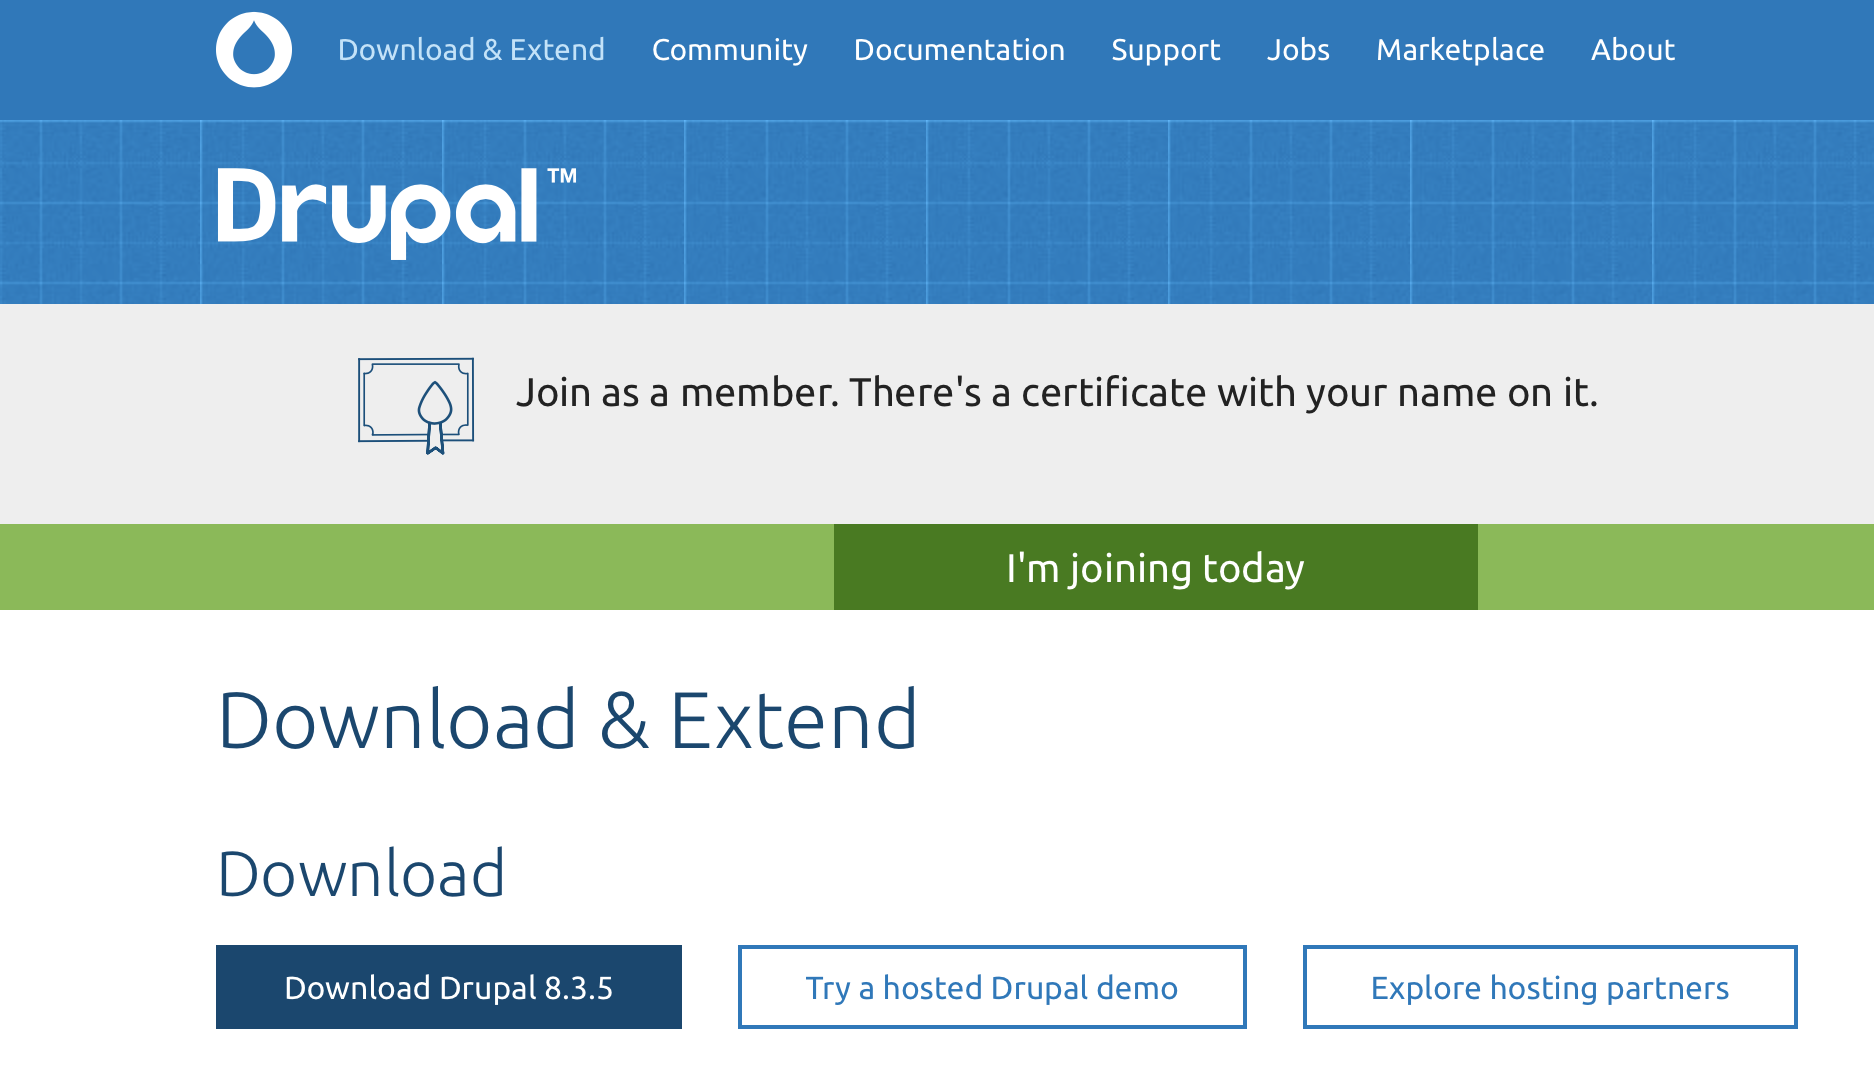 Download & Extend Community Documentation Support Jobs Marketplace About
Drupal™
Join as a member. There's a certificate with your name on it.
I'm joining today
Download & Extend
Download
Download Drupal 8.3.5 Try a hosted Drupal demo Explore hosting partners